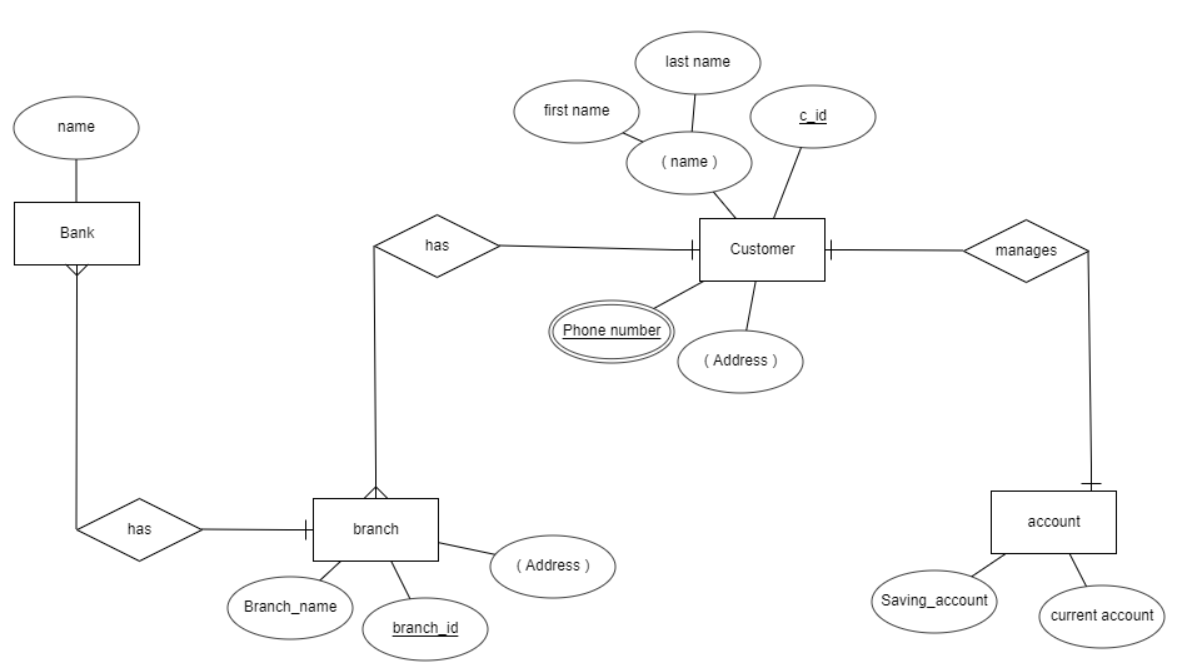 last name
first name
c_id
name
( name )
Bank
has
Customer
manages
Phone number
( Address )
has
branch
account
( Address )
Branch_name
branch_id
Saving_account
current account